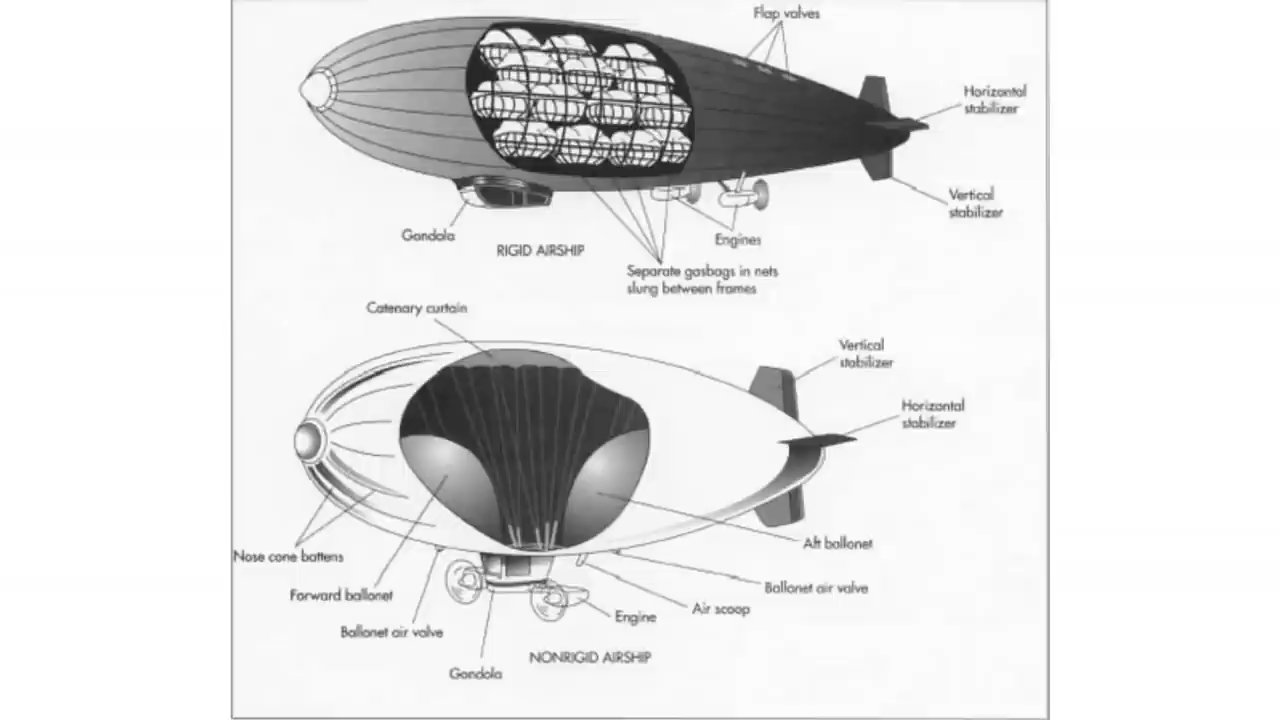 Flap valves
Horizontal
stabilizer
Vertical
stabilizer
Gondola
RIGID AIRSHIP
Engines
Separate gasbags in nets
slung between frames
Catenary curtain
Vertical
stabilizer
Horizontal
stabilizer
Nose cone battens
Aft ballonet
Forward ballonet
Ballonet air valve
Air scoop
Engine
Ballonet air valve
NONRIGID AIRSHIP
Gondola